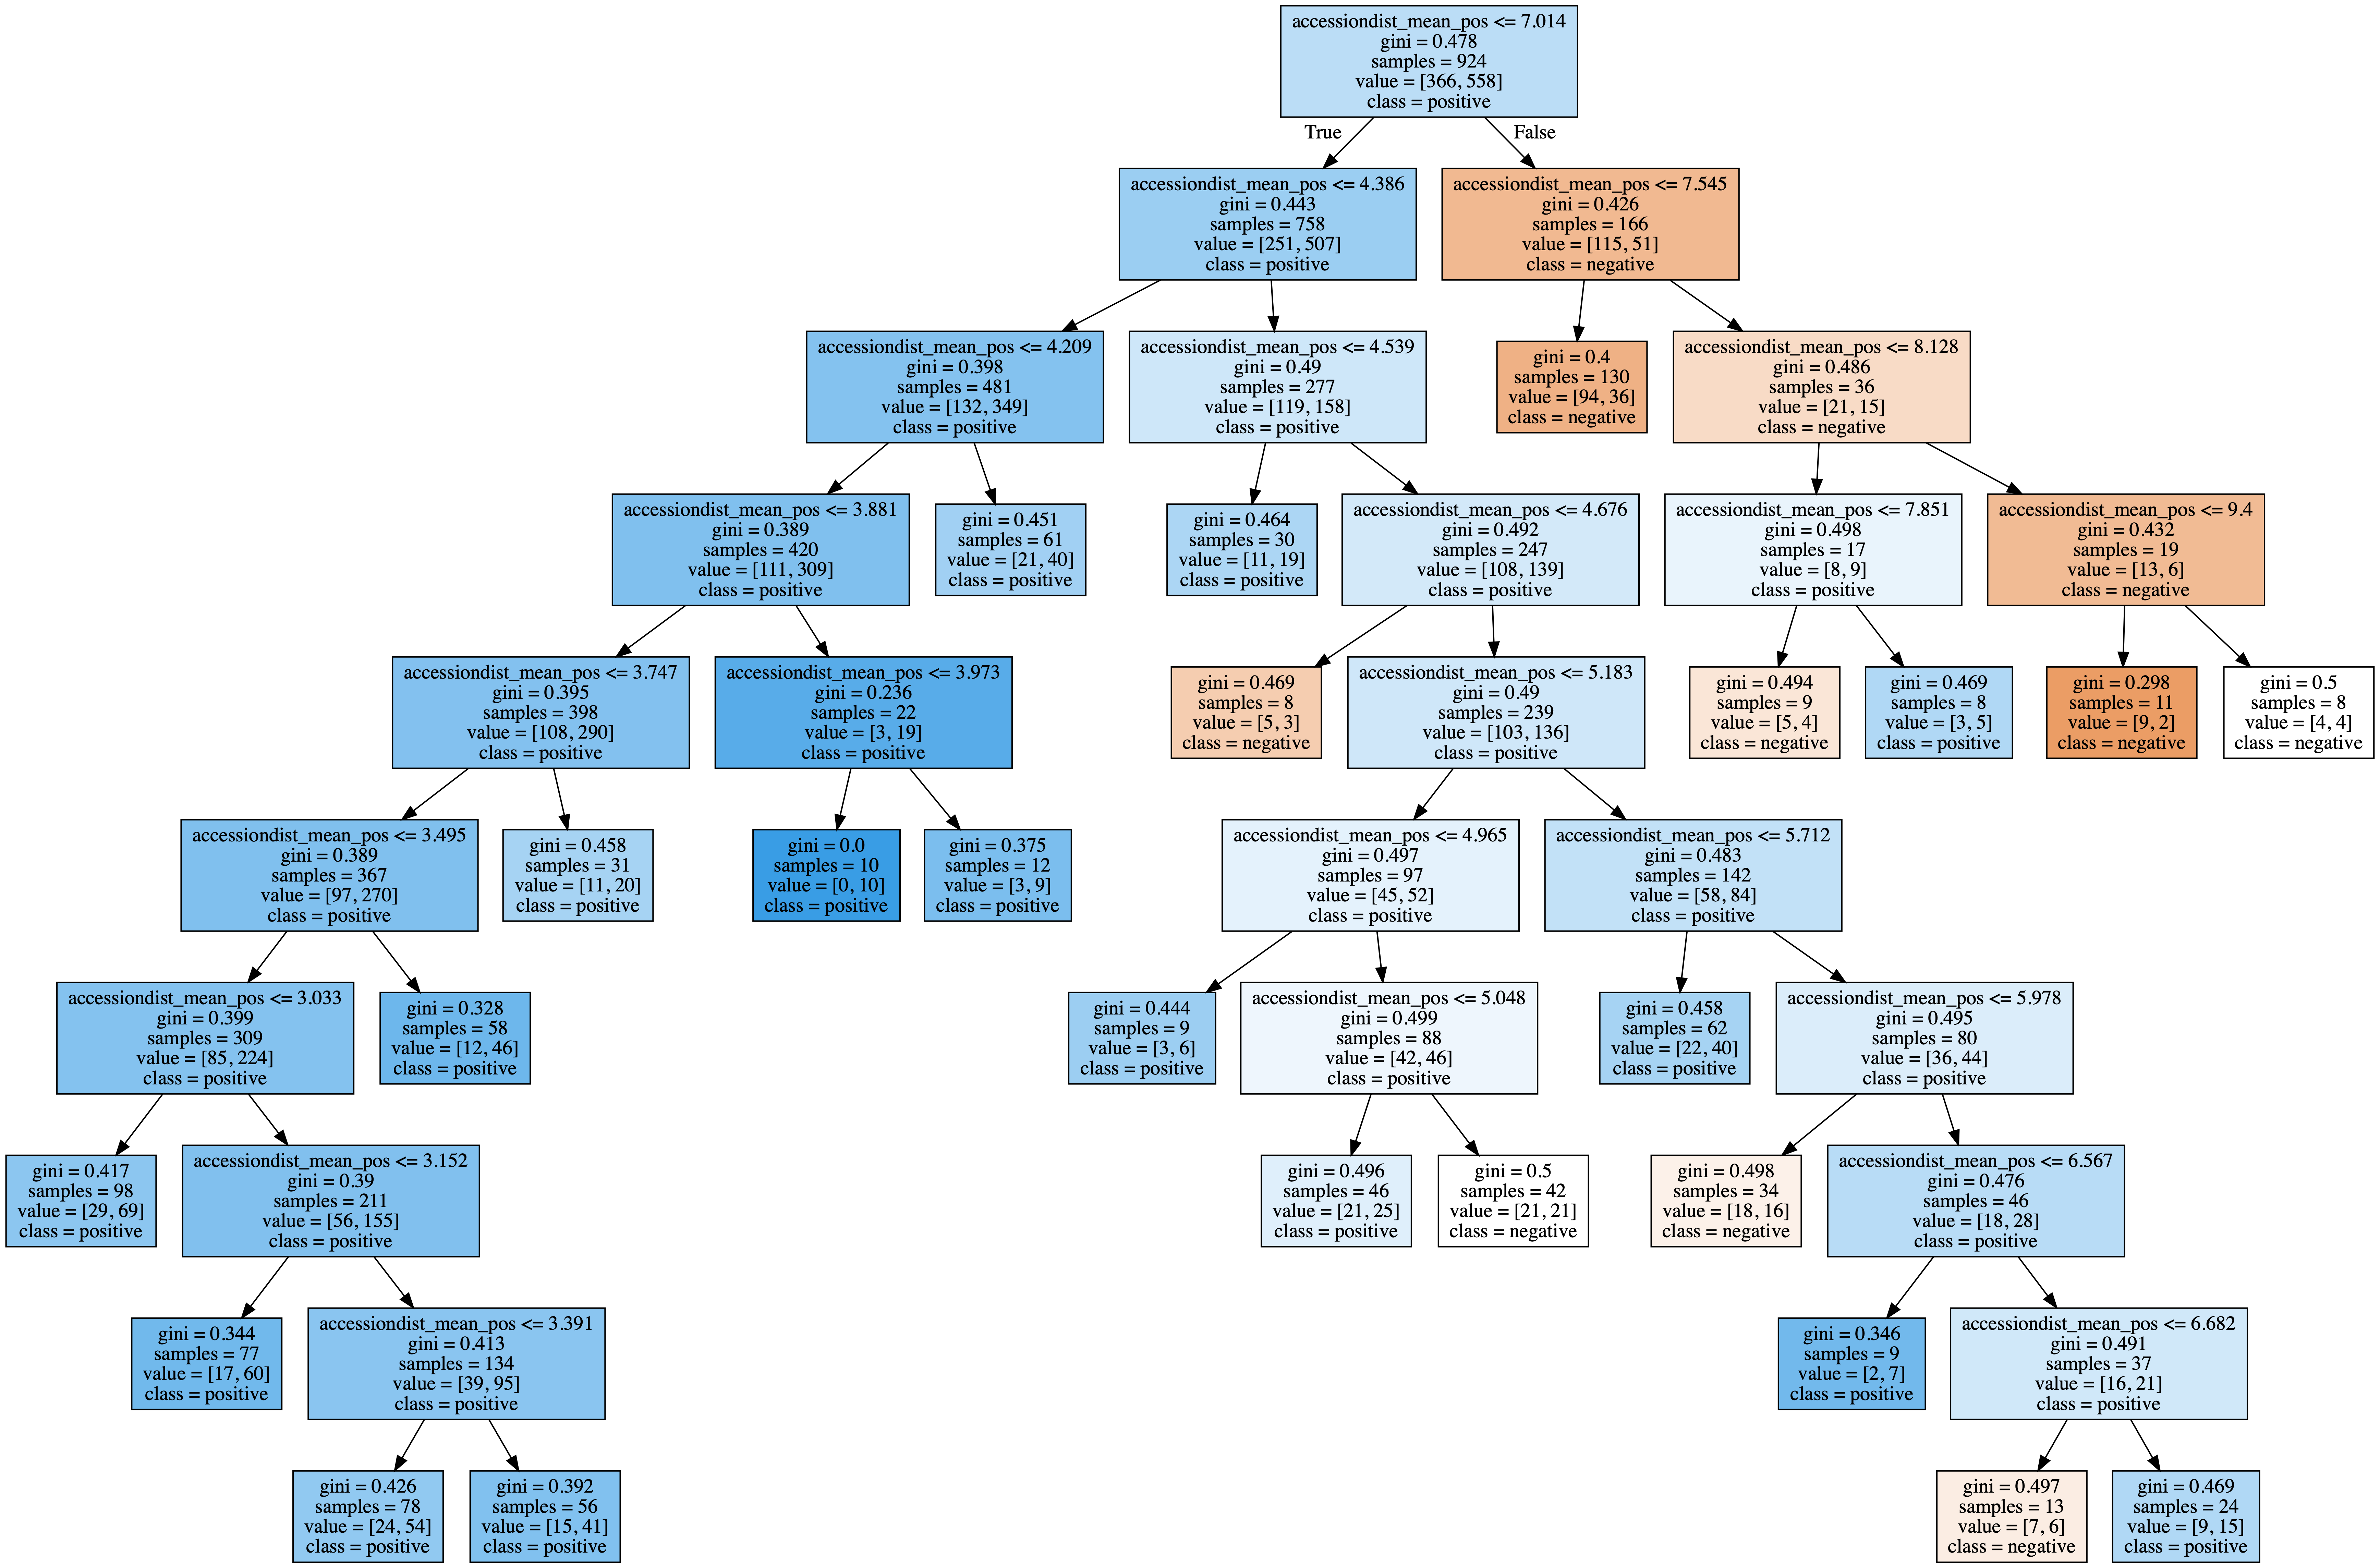 accessiondist_mean_pos <= 7.014
gini = 0.478
samples = 924
value = [366, 558]
class = positive
True
False
accessiondist_mean_pos <= 4.386
gini = 0.443
samples = 758
value = [251, 507]
class = positive
accessiondist_mean_pos <= 7.545
gini = 0.426
samples = 166
value = [115, 51]
class = negative
accessiondist_mean_pos <= 4.209
gini = 0.398
samples = 481
value = [132, 349]
class = positive
accessiondist_mean_pos <= 4.539
gini = 0.49
samples = 277
value = [119, 158]
class = positive
gini = 0.4
samples = 130
value = [94, 36]
class = negative
accessiondist_mean_pos <= 8.128
gini = 0.486
samples = 36
value = [21, 15]
class = negative
accessiondist_mean_pos <= 3.881
gini = 0.389
samples = 420
value = [111, 309]
class = positive
gini = 0.451
samples = 61
value = [21, 40]
class = positive
gini = 0.464
samples = 30
value = [11, 19]
class = positive
accessiondist_mean_pos <= 4.676
gini = 0.492
samples = 247
value = [108, 139]
class = positive
accessiondist_mean_pos <= 7.851
gini = 0.498
samples = 17
value = [8, 9]
class = positive
accessiondist_mean_pos <= 9.4
gini = 0.432
samples = 19
value = [13, 6]
class = negative
accessiondist_mean_pos <= 3.747
gini = 0.395
samples = 398
value = [108, 290]
class = positive
accessiondist_mean_pos <= 3.973
gini = 0.236
samples = 22
value = [3, 19]
class = positive
gini = 0.469
samples = 8
value = [5, 3]
class = negative
accessiondist_mean_pos <= 5.183
gini = 0.49
samples = 239
value = [103, 136]
class = positive
gini = 0.494
samples = 9
value = [5, 4]
class = negative
gini = 0.469
samples = 8
value = [3, 5]
class = positive
gini = 0.298
samples = 11
value = [9, 2]
class = negative
gini = 0.5
samples = 8
value = [4, 4]
class = negative
accessiondist_mean_pos <= 3.495
gini = 0.389
samples = 367
value = [97, 270]
class = positive
gini = 0.458
samples = 31
value = [11, 20]
class = positive
gini = 0.0
samples = 10
value = [0, 10]
class = positive
gini = 0.375
samples = 12
value = [3, 9]
class = positive
accessiondist_mean_pos <= 4.965
gini = 0.497
samples = 97
value = [45, 52]
class = positive
accessiondist_mean_pos <= 5.712
gini = 0.483
samples = 142
value = [58, 84]
class = positive
accessiondist_mean_pos <= 3.033
gini = 0.399
samples = 309
value = [85, 224]
class = positive
gini = 0.328
samples = 58
value = [12, 46]
class = positive
gini = 0.444
samples = 9
value = [3, 6]
class = positive
accessiondist_mean_pos <= 5.048
gini = 0.499
samples = 88
value = [42, 46]
class = positive
gini = 0.458
samples = 62
value = [22, 40]
class = positive
accessiondist_mean_pos <= 5.978
gini = 0.495
samples = 80
value = [36, 44]
class = positive
gini = 0.417
samples = 98
value = [29, 69]
class = positive
accessiondist_mean_pos <= 3.152
gini = 0.39
samples = 211
value = [56, 155]
class = positive
gini = 0.496
samples = 46
value = [21, 25]
class = positive
gini = 0.5
samples = 42
value = [21, 21]
class = negative
gini = 0.498
samples = 34
value = [18, 16]
class = negative
accessiondist_mean_pos <= 6.567
gini = 0.476
samples = 46
value = [18, 28]
class = positive
gini = 0.344
samples = 77
value = [17, 60]
class = positive
accessiondist_mean_pos <= 3.391
gini = 0.413
samples = 134
value = [39, 95]
class = positive
gini = 0.346
samples = 9
value = [2, 7]
class = positive
accessiondist_mean_pos <= 6.682
gini = 0.491
samples = 37
value = [16, 21]
class = positive
gini = 0.426
samples = 78
value = [24, 54]
class = positive
gini = 0.392
samples = 56
value = [15, 41]
class = positive
gini = 0.497
samples = 13
value = [7, 6]
class = negative
gini = 0.469
samples = 24
value = [9, 15]
class = positive